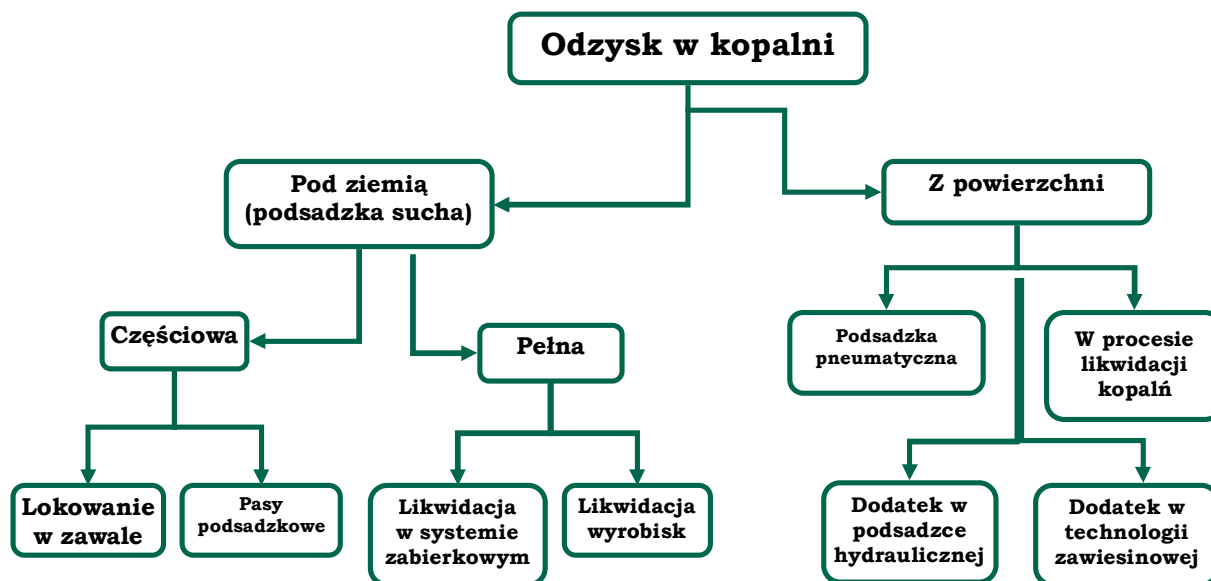 Odzysk w kopalni
Pod ziemią
(podsadzka sucha)
Z powierzchni
Częściowa
Pełna
Podsadzka
pneumatyczna
W procesie
likwidacji
kopalń
Lokowanie
w zawale
Pasy
podsadzkowe
Likwidacja
w systemie
zabierkowym
Likwidacja
wyrobisk
Dodatek w
podsadzce
hydraulicznej
Dodatek w
technologii
zawiesinowej